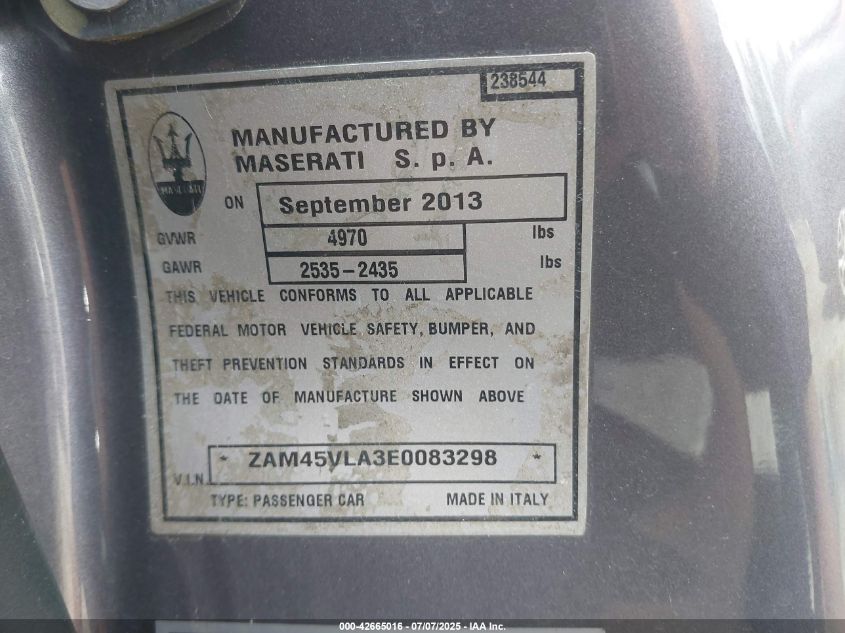 238544
MASERATI
MANUFACTURED BY
MASERATI S. p. A.
ON September 2013
GVWR 4970 lbs
GAWR 2535-2435 lbs
THIS VEHICLE CONFORMS TO ALL APPLICABLE
FEDERAL MOTOR VEHICLE SAFETY, BUMPER, AND
THEFT PREVENTION STANDARDS IN EFFECT ON
THE DATE OF MANUFACTURE SHOWN ABOVE
V.I.N. * ZAM45VLA3E0083298 *
TYPE: PASSENGER CAR MADE IN ITALY
000-42665016 - 07/07/2025 - IAA Inc.